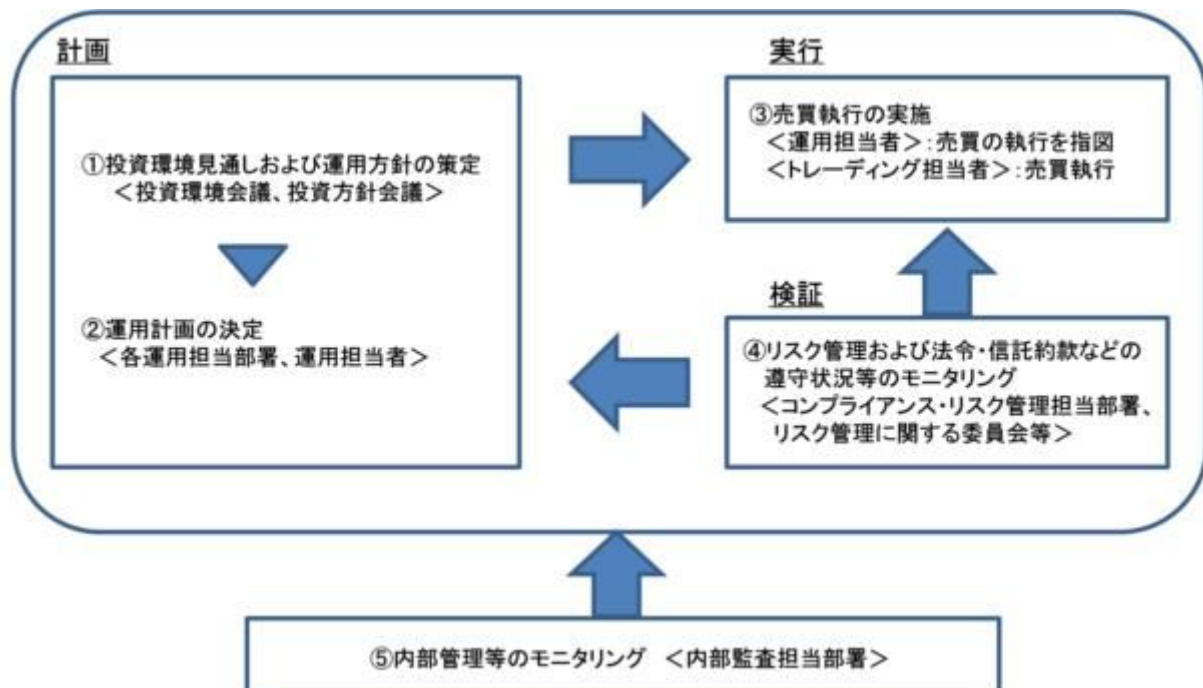 計画
①投資環境見通しおよび運用方針の策定
＜投資環境会議、投資方針会議＞
②運用計画の決定
＜各運用担当部署、運用担当者＞
実行
③売買執行の実施
＜運用担当者＞:売買の執行を指図
＜トレーディング担当者＞:売買執行
検証
④リスク管理および法令・信託約款などの
遵守状況等のモニタリング
＜コンプライアンス・リスク管理担当部署、
リスク管理に関する委員会等＞
⑤内部管理等のモニタリング ＜内部監査担当部署＞